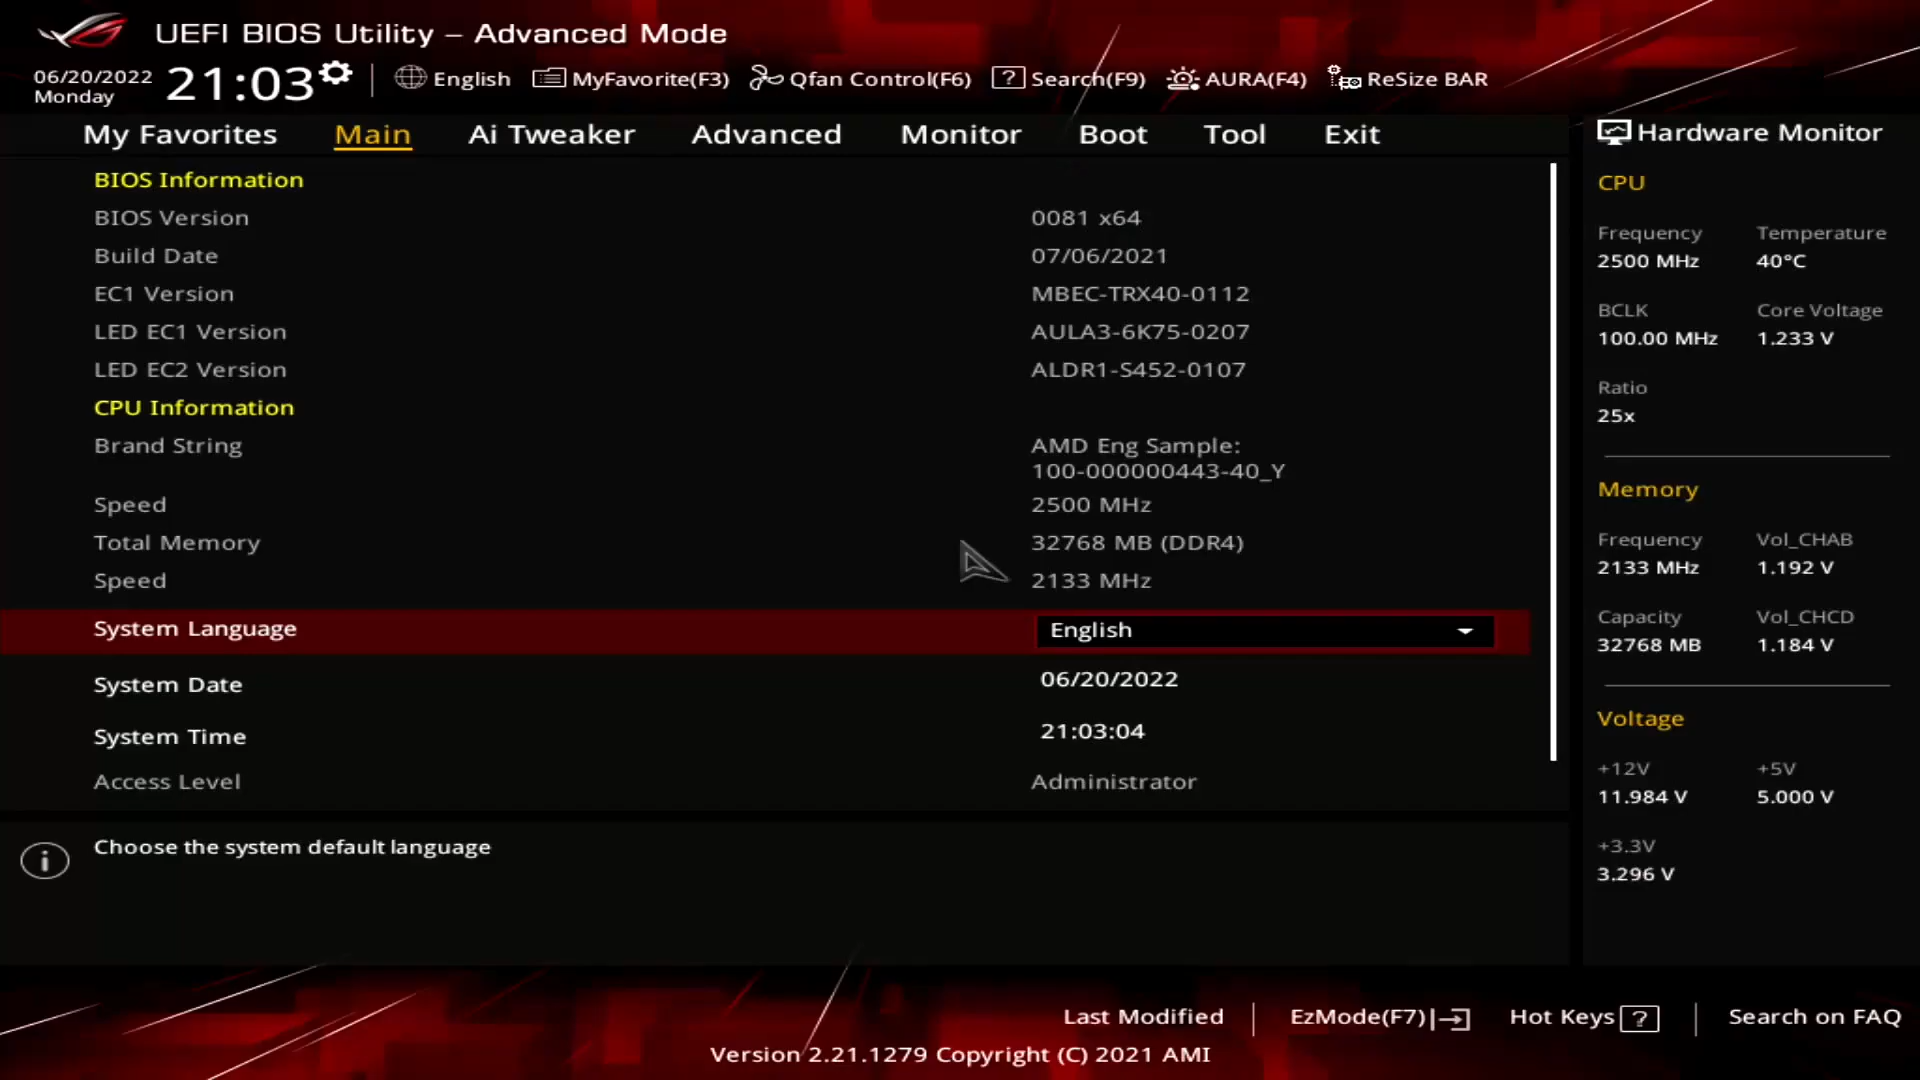 UEFI BIOS Utility – Advanced Mode
06/20/2022
Monday
21:03
English
MyFavorite(F3)
Qfan Control(F6)
? Search(F9)
AURA(F4)
ReSize BAR
My Favorites
Main
Ai Tweaker
Advanced
Monitor
Boot
Tool
Exit
BIOS Information
BIOS Version 0081 x64
Build Date 07/06/2021
EC1 Version MBEC-TRX40-0112
LED EC1 Version AULA3-6K75-0207
LED EC2 Version ALDR1-S452-0107
CPU Information
Brand String AMD Eng Sample:
100-000000443-40_Y
Speed 2500 MHz
Total Memory 32768 MB (DDR4)
Speed 2133 MHz
System Language English
System Date 06/20/2022
System Time 21:03:04
Access Level Administrator
i Choose the system default language
Hardware Monitor
CPU
Frequency Temperature
2500 MHz 40°C
BCLK Core Voltage
100.00 MHz 1.233 V
Ratio
25x
Memory
Frequency Vol_CHAB
2133 MHz 1.192 V
Capacity Vol_CHCD
32768 MB 1.184 V
Voltage
+12V +5V
11.984 V 5.000 V
+3.3V
3.296 V
Last Modified
EzMode(F7)
Hot Keys ?
Search on FAQ
Version 2.21.1279 Copyright (C) 2021 AMI